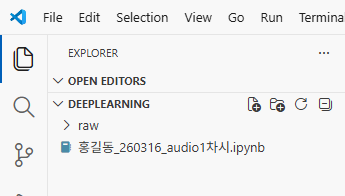 File Edit Selection View Go Run Terminal
EXPLORER
OPEN EDITORS
DEEPLEARNING
raw
홍길동_260316_audio1차시.ipynb